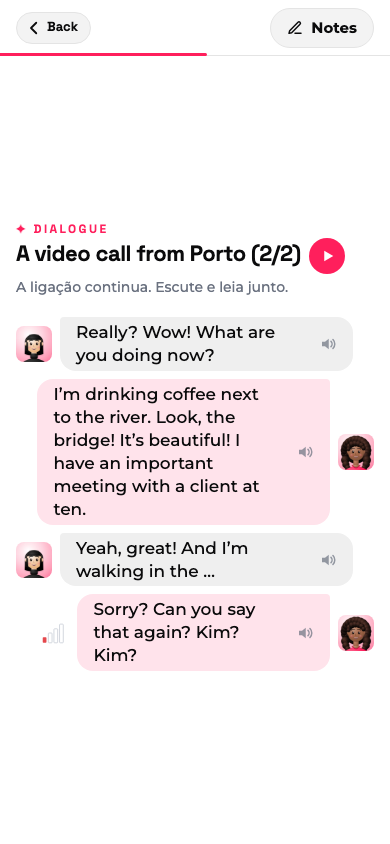 Back
Notes
DIALOGUE
A video call from Porto (2/2)
A ligação continua. Escute e leia junto.
Really? Wow! What are
you doing now?
I’m drinking coffee next
to the river. Look, the
bridge! It’s beautiful! I
have an important
meeting with a client at
ten.
Yeah, great! And I’m
walking in the ...
Sorry? Can you say
that again? Kim?
Kim?